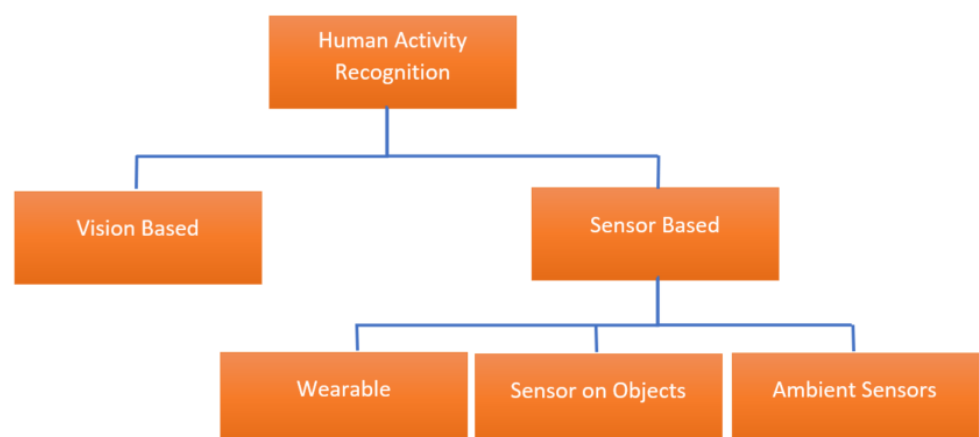 Human Activity
Recognition
Vision Based
Sensor Based
Wearable
Sensor on Objects
Ambient Sensors